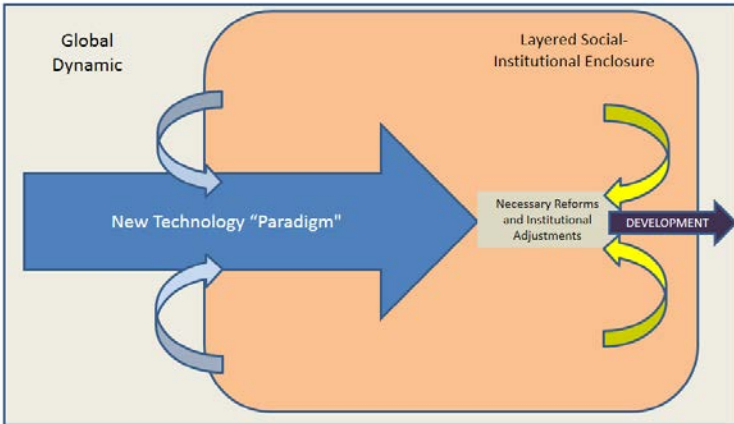 Global
Dynamic
Layered Social-
Institutional Enclosure
New Technology “Paradigm"
Necessary Reforms
and Institutional
Adjustments
DEVELOPMENT